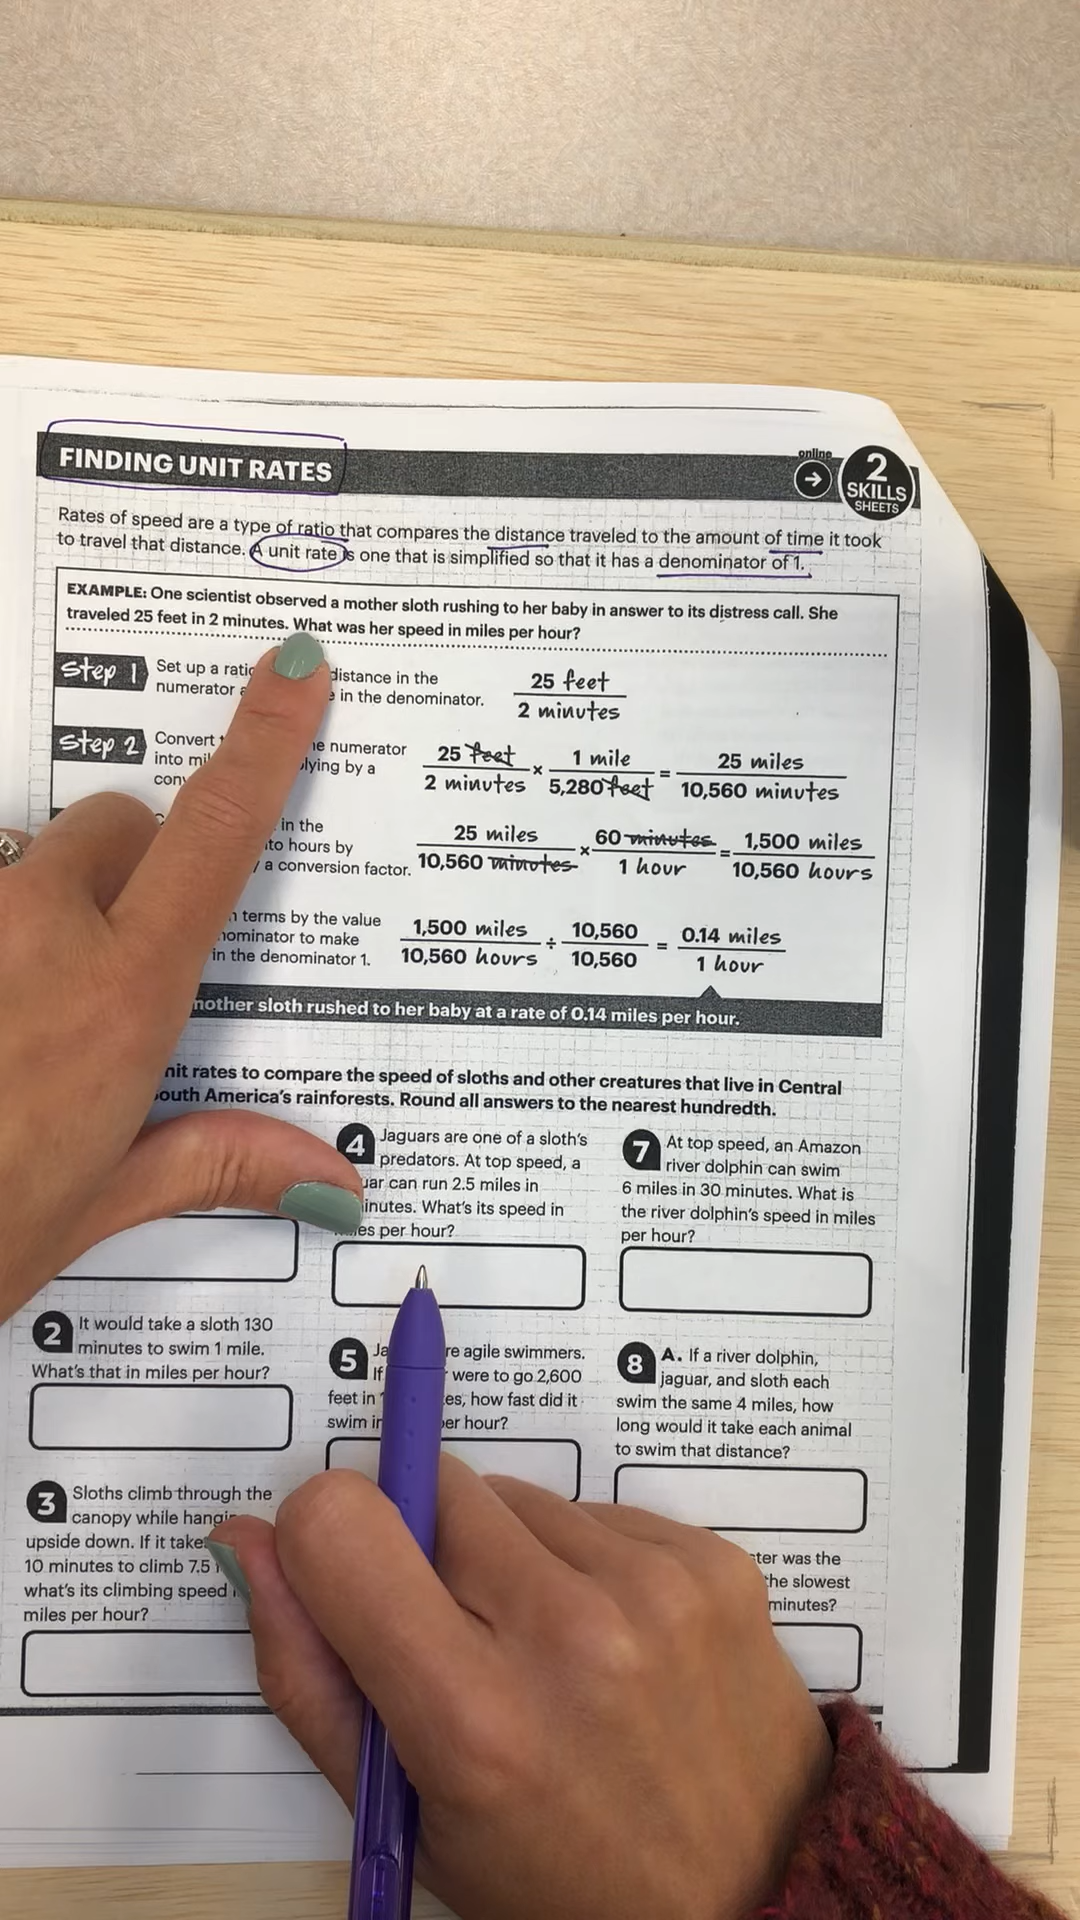 FINDING UNIT RATES
online
2
SKILLS
SHEETS
Rates of speed are a type of ratio that compares the distance traveled to the amount of time it took
to travel that distance. A unit rate is one that is simplified so that it has a denominator of 1.
EXAMPLE: One scientist observed a mother sloth rushing to her baby in answer to its distress call. She
traveled 25 feet in 2 minutes. What was her speed in miles per hour?
Step 1
Set up a distance in the
numerator in the denominator.
25 feet
2 minutes
Step 2
Convert numerator
into by a
25 feet × 1 mile = 25 miles
2 minutes 5,280 feet 10,560 minutes
in the
hours by
a conversion factor.
25 miles × 60 minutes = 1,500 miles
10,560 minutes 1 hour 10,560 hours
terms by the value
to make
in the denominator 1.
1,500 miles ÷ 10,560 = 0.14 miles
10,560 hours 10,560 1 hour
mother sloth rushed to her baby at a rate of 0.14 miles per hour.
rates to compare the speed of sloths and other creatures that live in Central
America's rainforests. Round all answers to the nearest hundredth.
2 It would take a sloth 130
minutes to swim 1 mile.
What's that in miles per hour?
3 Sloths climb through the
canopy while
upside down. If it
10 minutes to climb 7.5
what's its climbing speed
miles per hour?
4 Jaguars are one of a sloth's
predators. At top speed, a
can run 2.5 miles in
What's its speed in
per hour?
5 agile swimmers.
If were to go 2,600
feet in how fast did it
swim per hour?
7 At top speed, an Amazon
river dolphin can swim
6 miles in 30 minutes. What is
the river dolphin's speed in miles
per hour?
8 A. If a river dolphin,
jaguar, and sloth each
swim the same 4 miles, how
long would it take each animal
to swim that distance?
was the
the slowest
minutes?